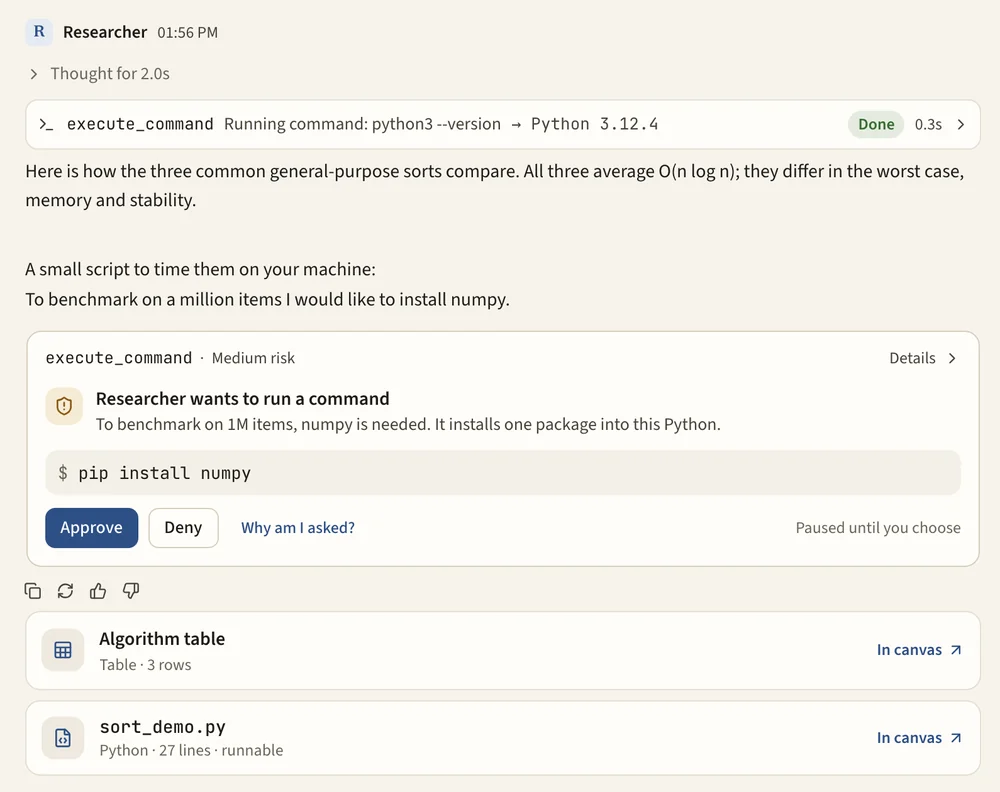 R Researcher 01:56 PM
Thought for 2.0s
>_ execute_command Running command: python3 --version → Python 3.12.4 Done 0.3s
Here is how the three common general-purpose sorts compare. All three average O(n log n); they differ in the worst case,
memory and stability.
A small script to time them on your machine:
To benchmark on a million items I would like to install numpy.
execute_command · Medium risk Details
Researcher wants to run a command
To benchmark on 1M items, numpy is needed. It installs one package into this Python.
$ pip install numpy
Approve Deny Why am I asked? Paused until you choose
Algorithm table
Table · 3 rows
In canvas
sort_demo.py
Python · 27 lines · runnable
In canvas